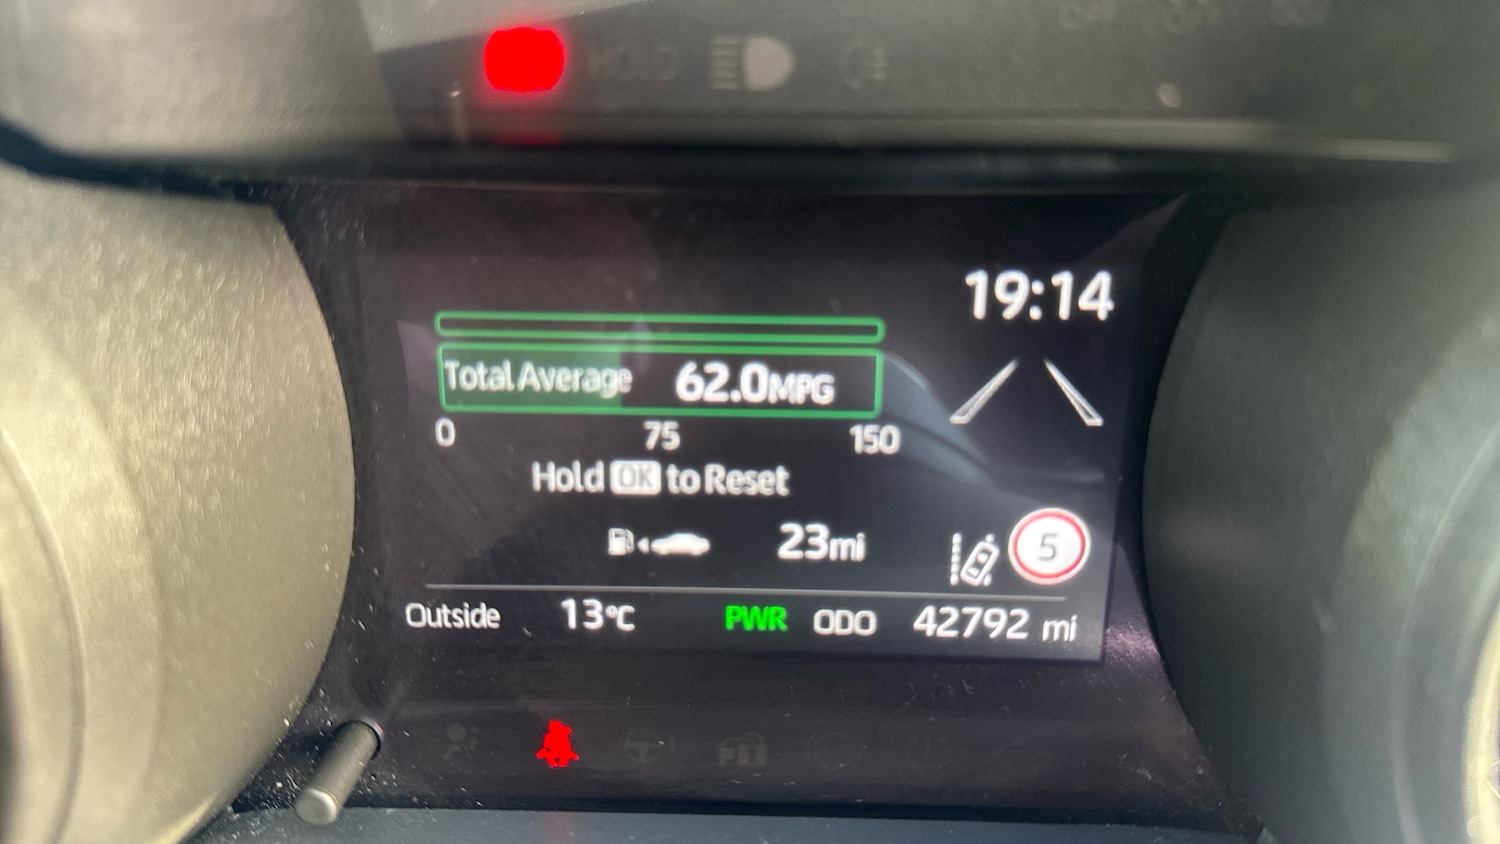 HOLD
19:14
Total Average 62.0MPG
0 75 150
Hold OK to Reset
23mi
5
Outside 13°C PWR ODO 42792 mi